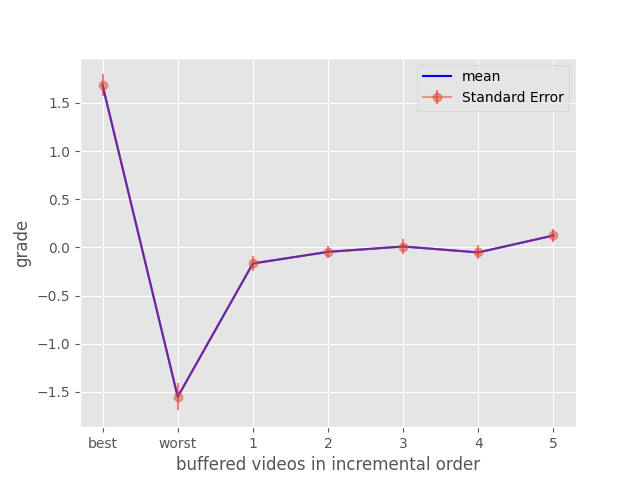 mean
Standard Error
1.5
1.0
0.5
0.0
−0.5
−1.0
−1.5
grade
best worst 1 2 3 4 5
buffered videos in incremental order